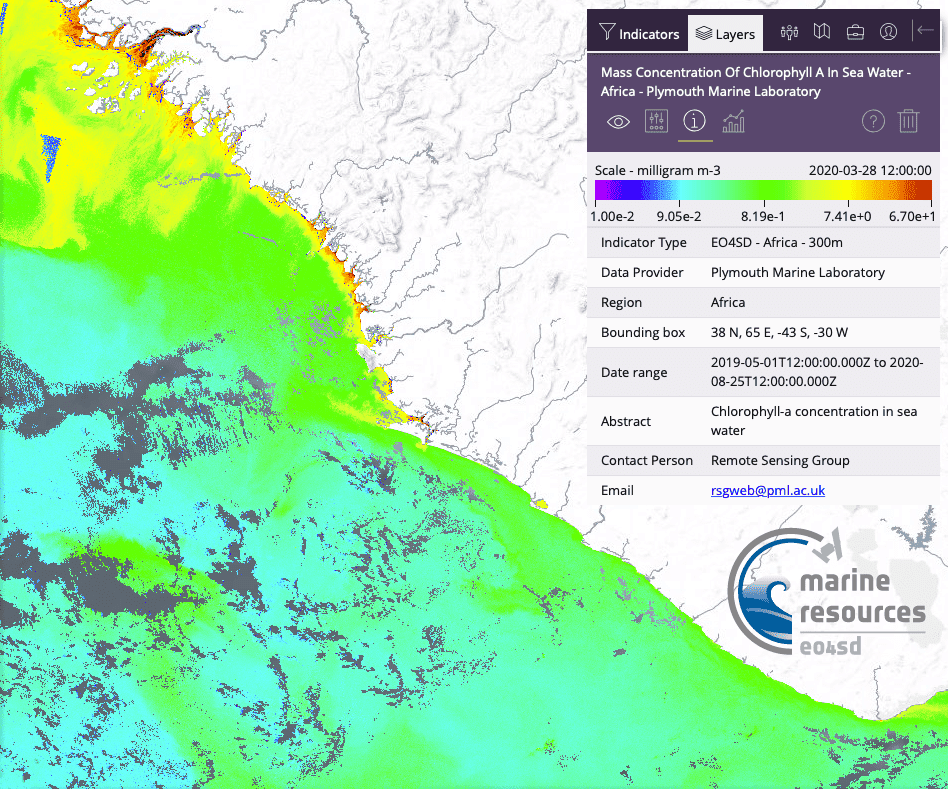 Indicators Layers
Mass Concentration Of Chlorophyll A In Sea Water -
Africa - Plymouth Marine Laboratory
Scale - milligram m-3 2020-03-28 12:00:00
1.00e-2 9.05e-2 8.19e-1 7.41e+0 6.70e+1
Indicator Type EO4SD - Africa - 300m
Data Provider Plymouth Marine Laboratory
Region Africa
Bounding box 38 N, 65 E, -43 S, -30 W
Date range 2019-05-01T12:00:00.000Z to 2020-
08-25T12:00:00.000Z
Abstract Chlorophyll-a concentration in sea
water
Contact Person Remote Sensing Group
Email rsgweb@pml.ac.uk
marine
resources
eo4sd